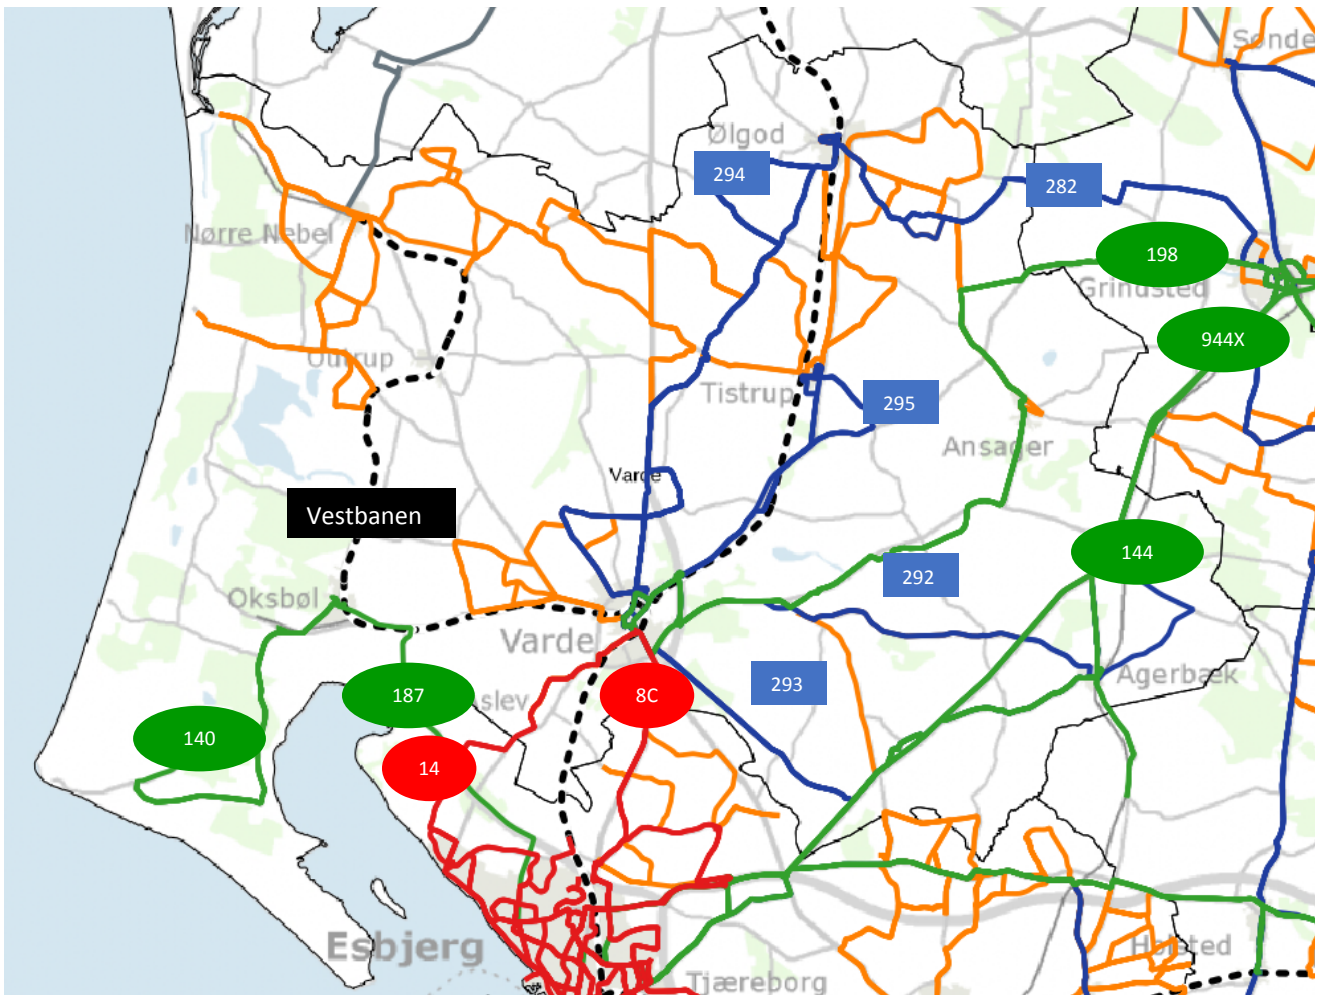 Sønde
Ølgod
294
282
Nørre Nebel
198
Grindsted
944X
Outrup
Tistrup
295
Ansager
Varde
Vestbanen
144
292
Oksbøl
Varde
293
Agerbæk
187
8C
slev
140
14
Esbjerg
Holsted
Tjæreborg